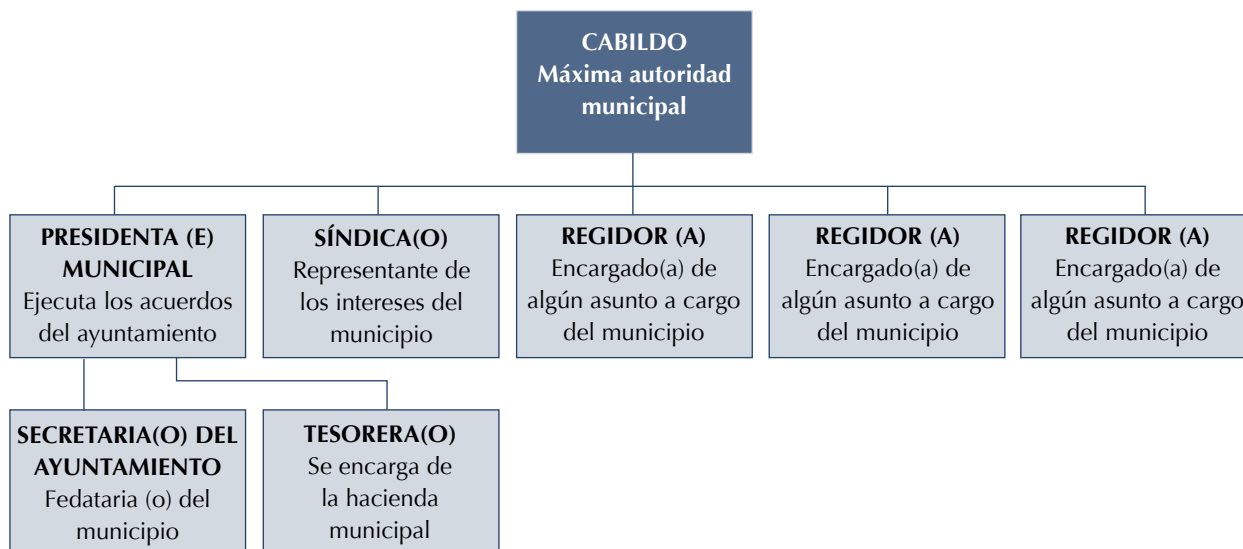 CABILDO
Máxima autoridad
municipal
PRESIDENTA (E)
MUNICIPAL
Ejecuta los acuerdos
del ayuntamiento
SÍNDICA(O)
Representante de
los intereses del
municipio
REGIDOR (A)
Encargado(a) de
algún asunto a cargo
del municipio
REGIDOR (A)
Encargado(a) de
algún asunto a cargo
del municipio
REGIDOR (A)
Encargado(a) de
algún asunto a cargo
del municipio
SECRETARIA(O) DEL
AYUNTAMIENTO
Fedataria (o) del
municipio
TESORERA(O)
Se encarga de
la hacienda
municipal